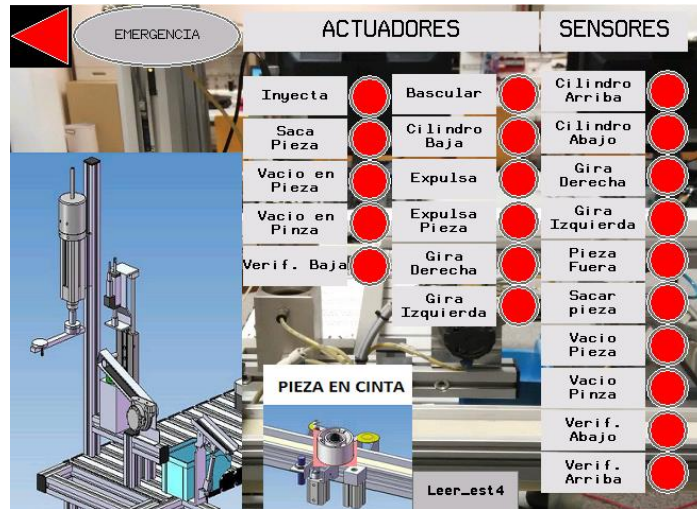 EMERGENCIA
ACTUADORES
SENSORES
Inyecta
Saca
Pieza
Vacio en
Pieza
Vacio en
Pinza
Verif. Baja
Bascular
Cilindro
Baja
Expulsa
Expulsa
Pieza
Gira
Derecha
Gira
Izquierda
Cilindro
Arriba
Cilindro
Abajo
Gira
Derecha
Gira
Izquierda
Pieza
Fuera
Sacar
pieza
Vacio
Pieza
Vacio
Pinza
Verif.
Abajo
Verif.
Arriba
PIEZA EN CINTA
Leer_est4